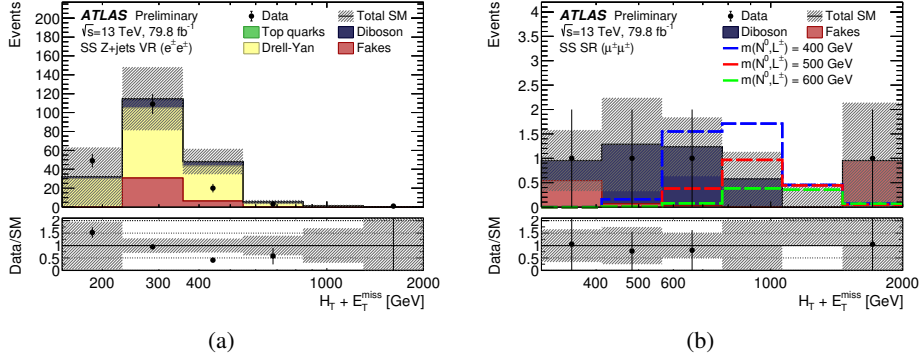 ATLAS Preliminary
√s=13 TeV, 79.8 fb⁻¹
SS Z+jets VR (e±e±)
Data
Total SM
Top quarks
Diboson
Drell-Yan
Fakes
Events
200
180
160
140
120
100
80
60
40
20
0
Data/SM
2
1.5
1
0.5
0
200
300
400
1000
2000
H_T + E_T^miss [GeV]
(a)
ATLAS Preliminary
√s=13 TeV, 79.8 fb⁻¹
SS SR (μ±μ±)
Data
Total SM
Diboson
Fakes
m(N⁰,L±) = 400 GeV
m(N⁰,L±) = 500 GeV
m(N⁰,L±) = 600 GeV
Events
4
3.5
3
2.5
2
1.5
1
0.5
0
Data/SM
2
1.5
1
0.5
0
400
500
600
1000
2000
H_T + E_T^miss [GeV]
(b)